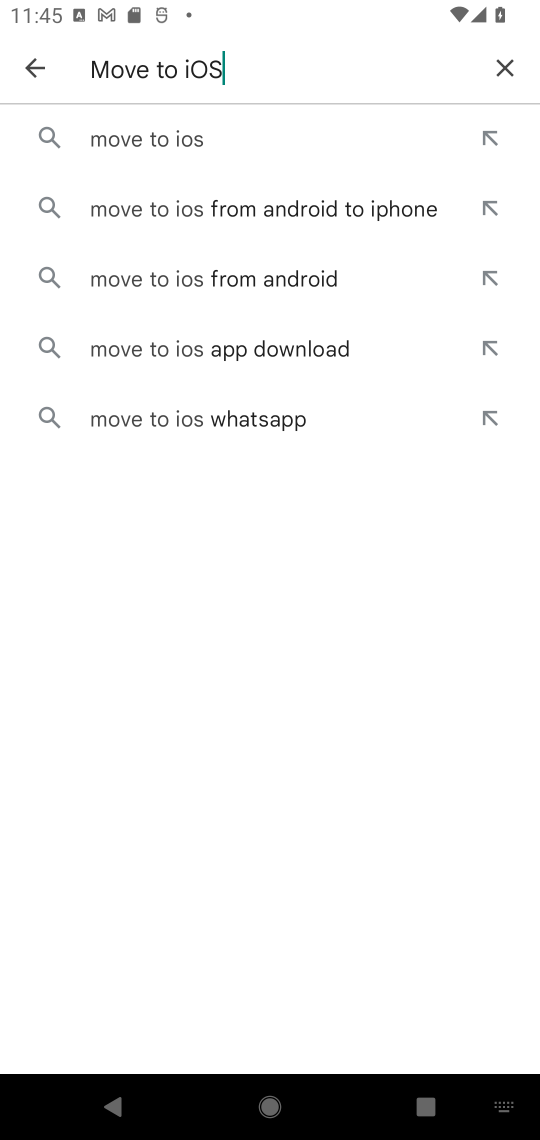 11:45
Move to iOS
move to ios
move to ios from android to iphone
move to ios from android
move to ios app download
move to ios whatsapp